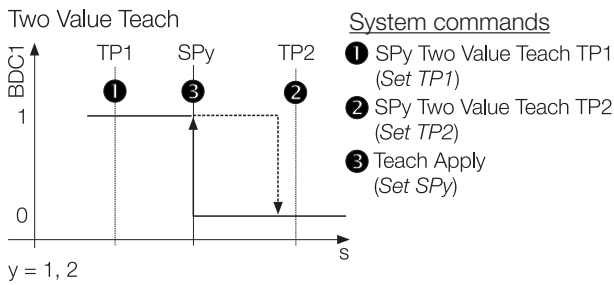 Two Value Teach
BDC1
TP1 SPy TP2
1 3 2
1
0
s
y = 1, 2
System commands
1 SPy Two Value Teach TP1
(Set TP1)
2 SPy Two Value Teach TP2
(Set TP2)
3 Teach Apply
(Set SPy)